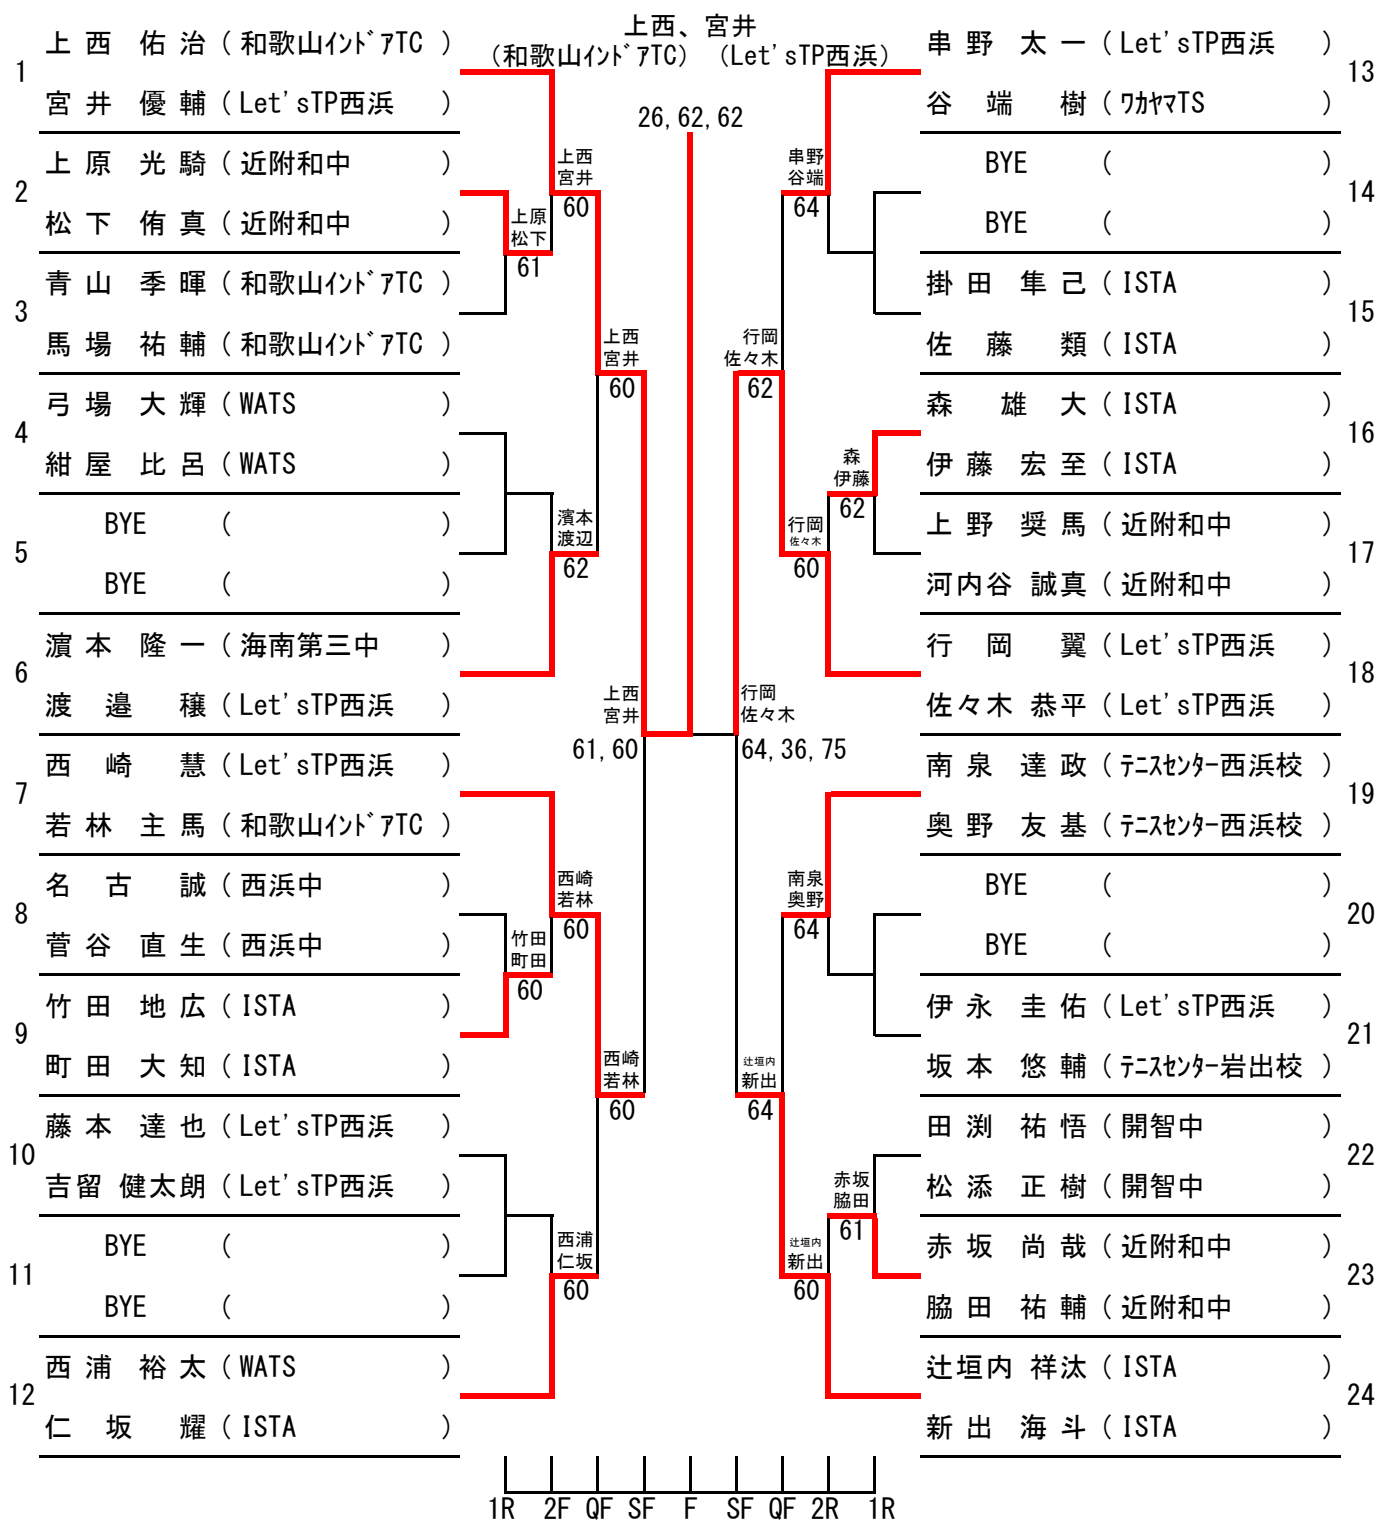 上西、宮井
（和歌山インドアTC）（Let'sTP西浜）
26,62,62
1
上西 佑治（和歌山インドアTC）
宮井 優輔（Let'sTP西浜）
2
上原 光騎（近附和中）
松下 侑真（近附和中）
3
青山 季暉（和歌山インドアTC）
馬場 祐輔（和歌山インドアTC）
4
弓場 大輝（WATS）
紺屋 比呂（WATS）
5
BYE（ ）
BYE（ ）
6
濵本 隆一（海南第三中）
渡邉 穣（Let'sTP西浜）
7
西崎 慧（Let'sTP西浜）
若林 主馬（和歌山インドアTC）
8
名古 誠（西浜中）
菅谷 直生（西浜中）
9
竹田 地広（ISTA）
町田 大知（ISTA）
10
藤本 達也（Let'sTP西浜）
吉留 健太朗（Let'sTP西浜）
11
BYE（ ）
BYE（ ）
12
西浦 裕太（WATS）
仁坂 耀（ISTA）
上原
松下
61
竹田
町田
60
上西
宮井
60
濱本
渡辺
62
西崎
若林
60
西浦
仁坂
60
上西
宮井
60
西崎
若林
60
上西
宮井
61,60
行岡
佐々木
64,36,75
行岡
佐々木
62
辻垣内
新出
64
串野
谷端
64
行岡
佐々木
60
南泉
奥野
64
辻垣内
新出
60
森
伊藤
62
赤坂
脇田
61
串野 太一（Let'sTP西浜）
谷端 樹（ワカヤマTS）
13
BYE（ ）
BYE（ ）
14
掛田 隼己（ISTA）
佐藤 類（ISTA）
15
森 雄大（ISTA）
伊藤 宏至（ISTA）
16
上野 奨馬（近附和中）
河内谷 誠真（近附和中）
17
行岡 翼（Let'sTP西浜）
佐々木 恭平（Let'sTP西浜）
18
南泉 達政（テニスセンター西浜校）
奥野 友基（テニスセンター西浜校）
19
BYE（ ）
BYE（ ）
20
伊永 圭佑（Let'sTP西浜）
坂本 悠輔（テニスセンター岩出校）
21
田渕 祐悟（開智中）
松添 正樹（開智中）
22
赤坂 尚哉（近附和中）
脇田 祐輔（近附和中）
23
辻垣内 祥汰（ISTA）
新出 海斗（ISTA）
24
1R 2F QF SF F SF QF 2R 1R